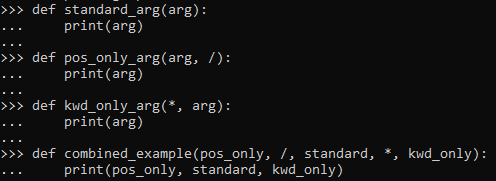 >>> def standard_arg(arg):
...     print(arg)
...
>>> def pos_only_arg(arg, /):
...     print(arg)
...
>>> def kwd_only_arg(*, arg):
...     print(arg)
...
>>> def combined_example(pos_only, /, standard, *, kwd_only):
...     print(pos_only, standard, kwd_only)